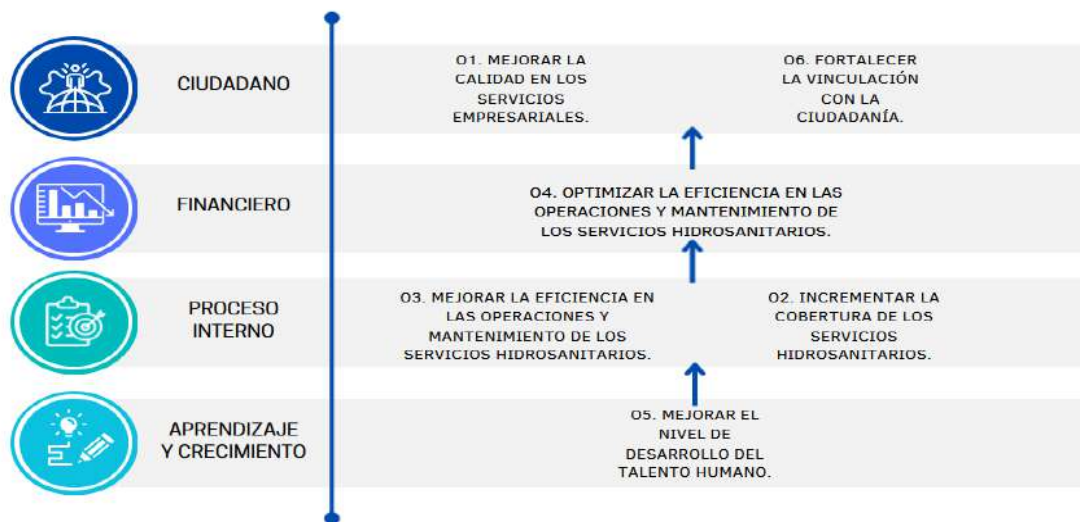 CIUDADANO
O1. MEJORAR LA
CALIDAD EN LOS
SERVICIOS
EMPRESARIALES.
O6. FORTALECER
LA VINCULACIÓN
CON LA
CIUDADANÍA.
FINANCIERO
O4. OPTIMIZAR LA EFICIENCIA EN LAS
OPERACIONES Y MANTENIMIENTO DE
LOS SERVICIOS HIDROSANITARIOS.
PROCESO
INTERNO
O3. MEJORAR LA EFICIENCIA EN
LAS OPERACIONES Y
MANTENIMIENTO DE LOS
SERVICIOS HIDROSANITARIOS.
O2. INCREMENTAR LA
COBERTURA DE LOS
SERVICIOS
HIDROSANITARIOS.
APRENDIZAJE
Y CRECIMIENTO
O5. MEJORAR EL
NIVEL DE
DESARROLLO DEL
TALENTO HUMANO.